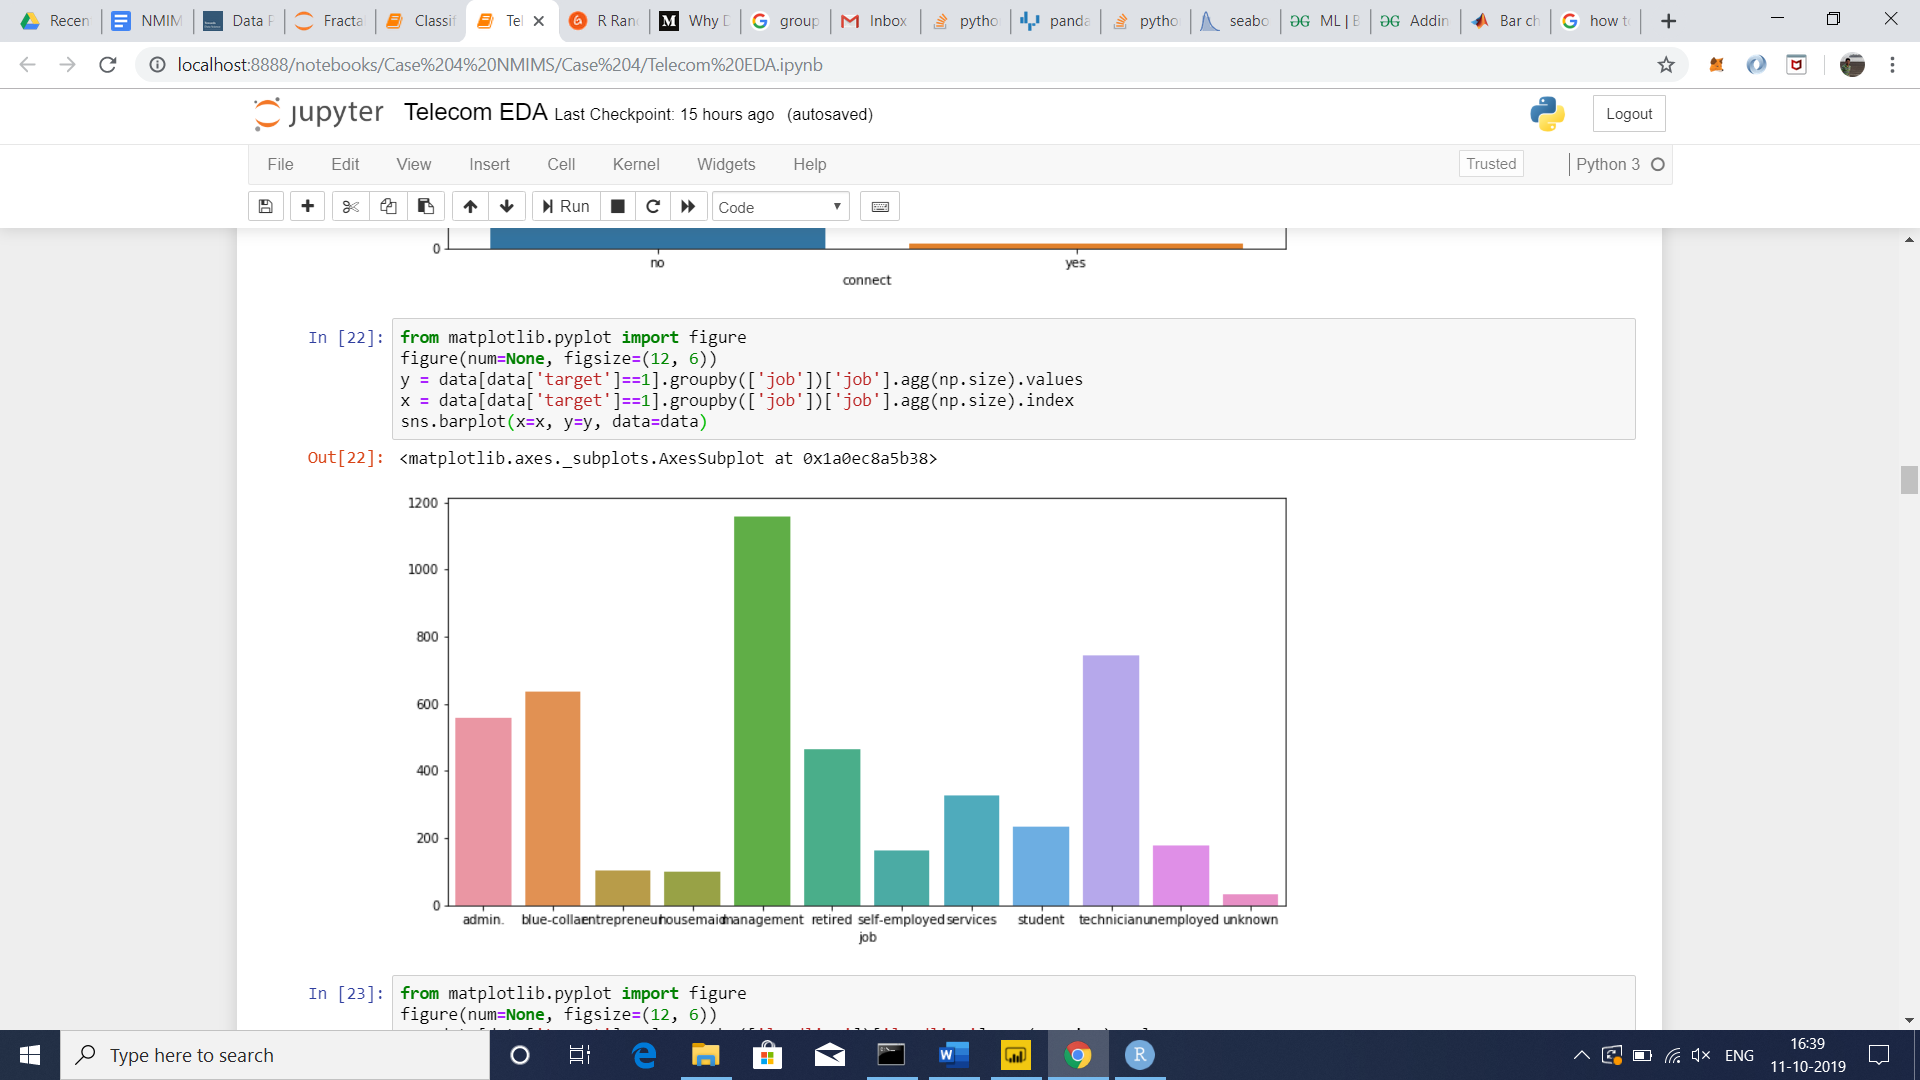 Recen NMIM Data P Fracta Classif Tel R Ran Why D group Inbox pytho panda pytho seabo ML | B Addin Bar ch how t
localhost:8888/notebooks/Case%204%20NMIMS/Case%204/Telecom%20EDA.ipynb
jupyter Telecom EDA Last Checkpoint: 15 hours ago (autosaved) Logout
File Edit View Insert Cell Kernel Widgets Help Trusted Python 3
Run Code
0
no yes
connect
In [22]: from matplotlib.pyplot import figure
figure(num=None, figsize=(12, 6))
y = data[data['target']==1].groupby(['job'])['job'].agg(np.size).values
x = data[data['target']==1].groupby(['job'])['job'].agg(np.size).index
sns.barplot(x=x, y=y, data=data)
Out[22]: <matplotlib.axes._subplots.AxesSubplot at 0x1a0ec8a5b38>
1200
1000
800
600
400
200
0
admin. blue-collar entrepreneur housemaid management retired self-employed services student technician unemployed unknown
job
In [23]: from matplotlib.pyplot import figure
figure(num=None, figsize=(12, 6))
Type here to search ENG 16:39
11-10-2019